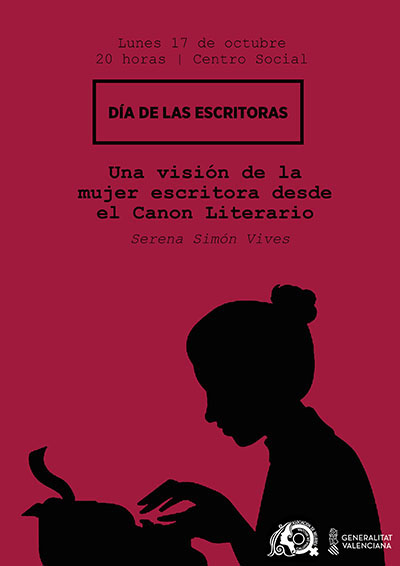 Lunes 17 de octubre
20 horas | Centro Social
DÍA DE LAS ESCRITORAS
Una visión de la
mujer escritora desde
el Canon Literario
Serena Simón Vives
GENERALITAT
VALENCIANA